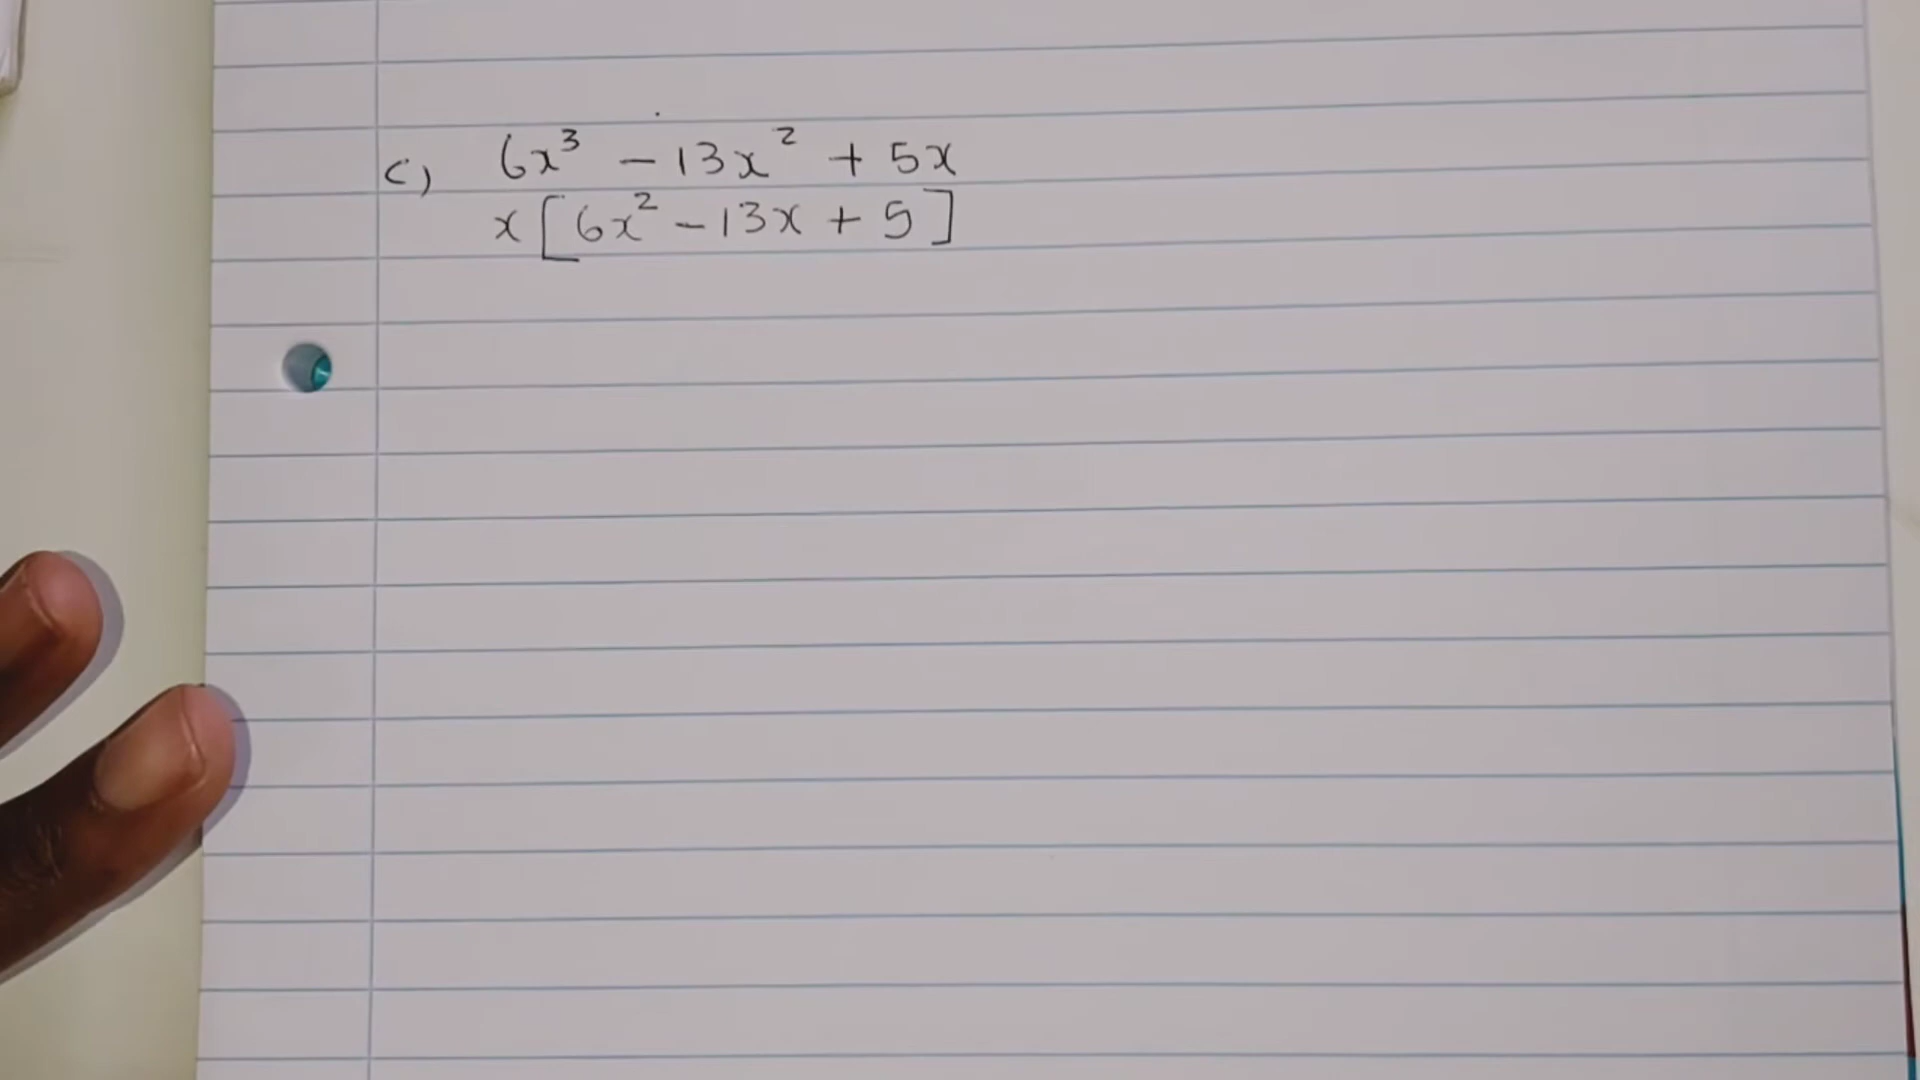 c) 6x³ - 13x² + 5x
x[6x² - 13x + 5]